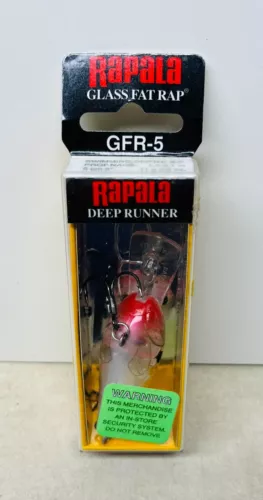 RAPALA
GLASS FAT RAP®
GFR-5
RAPALA
DEEP RUNNER
WARNING
THIS MERCHANDISE
IS PROTECTED BY
AN IN-STORE
SECURITY SYSTEM.
DO NOT REMOVE